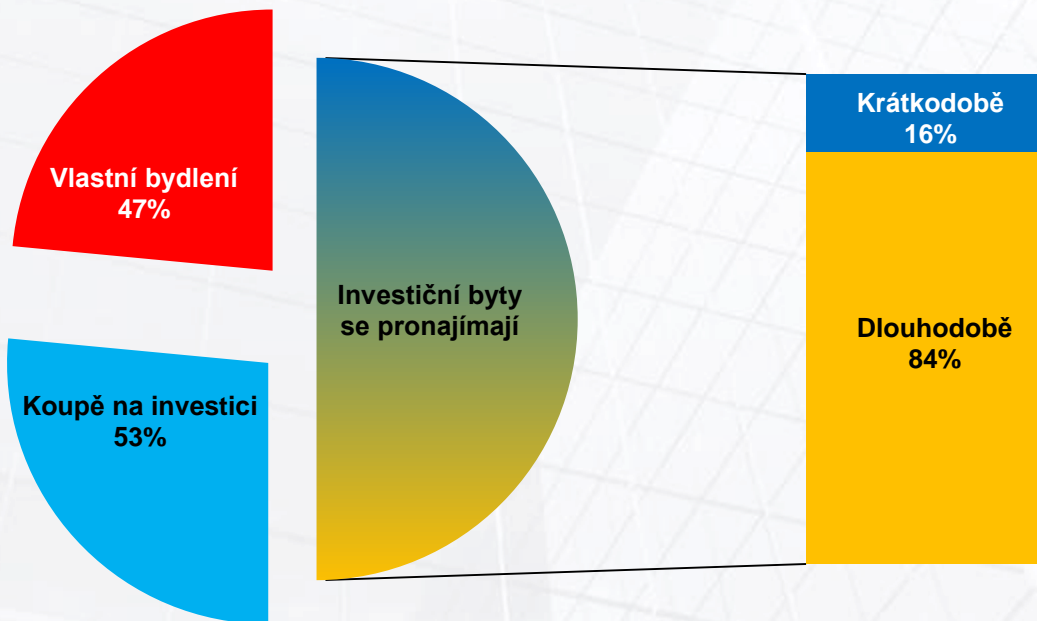 Vlastní bydlení
47%
Koupě na investici
53%
Investiční byty
se pronajímají
Krátkodobě
16%
Dlouhodobě
84%